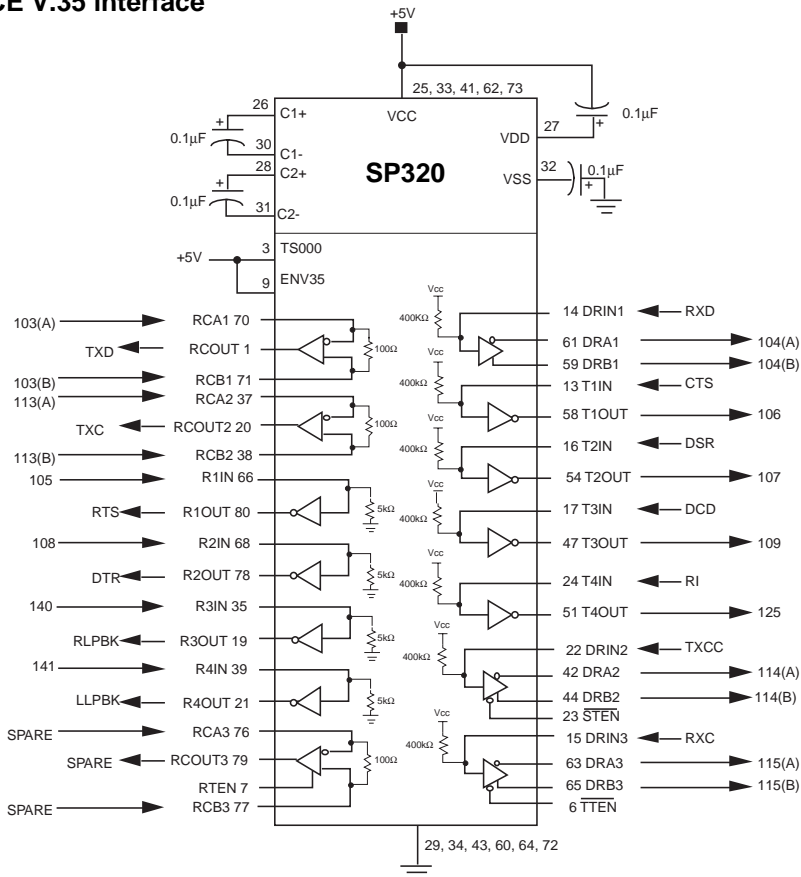 CE V.35 Interface
+5V
25, 33, 41, 62, 73
26 C1+
VCC
0.1µF
+
0.1µF
+
30 C1-
VDD 27
28 C2+
SP320
VSS 32
0.1µF
+
0.1µF
+
31 C2-
3 TS000
+5V
9 ENV35
103(A) RCA1 70
TXD RCOUT 1
100Ω
103(B) RCB1 71
113(A) RCA2 37
TXC RCOUT2 20
100Ω
113(B) RCB2 38
105 R1IN 66
RTS R1OUT 80
5kΩ
108 R2IN 68
DTR R2OUT 78
5kΩ
140 R3IN 35
RLPBK R3OUT 19
5kΩ
141 R4IN 39
LLPBK R4OUT 21
5kΩ
SPARE RCA3 76
SPARE RCOUT3 79
100Ω
RTEN 7
SPARE RCB3 77
Vcc
400KΩ
14 DRIN1 RXD
61 DRA1 104(A)
59 DRB1 104(B)
Vcc
400kΩ
13 T1IN CTS
58 T1OUT 106
Vcc
400kΩ
16 T2IN DSR
54 T2OUT 107
Vcc
400kΩ
17 T3IN DCD
47 T3OUT 109
Vcc
400kΩ
24 T4IN RI
51 T4OUT 125
Vcc
400kΩ
22 DRIN2 TXCC
42 DRA2 114(A)
44 DRB2 114(B)
23 STEN
Vcc
400kΩ
15 DRIN3 RXC
63 DRA3 115(A)
65 DRB3 115(B)
6 TTEN
29, 34, 43, 60, 64, 72